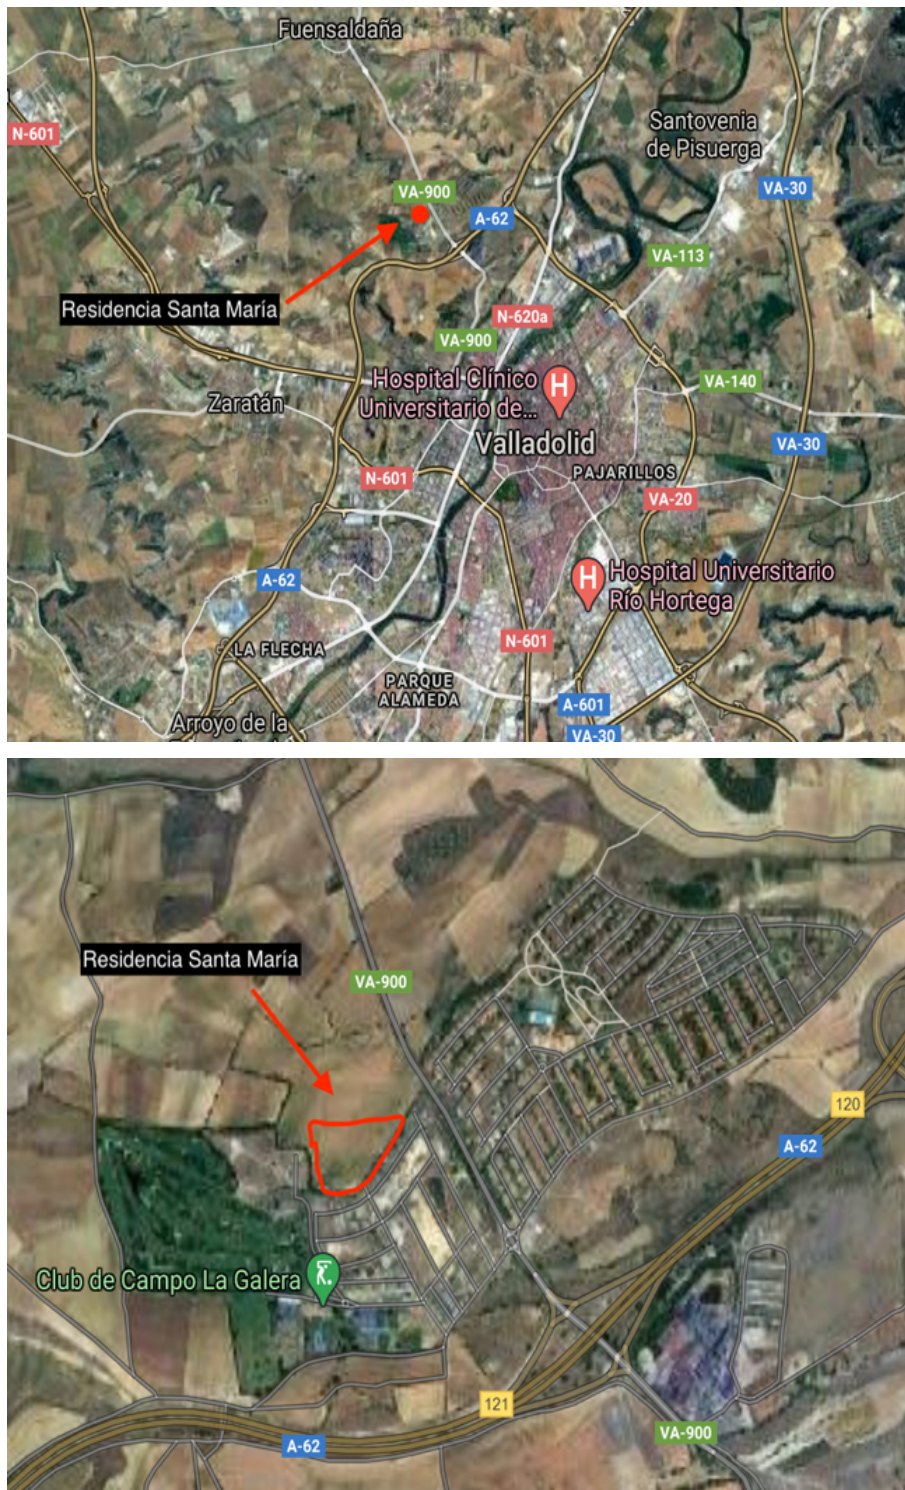 Fuensaldaña
N-601
Santovenia
de Pisuerga
VA-900
VA-30
A-62
VA-113
Residencia Santa María
N-620a
VA-900
Hospital Clínico
Universitario de...
VA-140
Zaratán
Valladolid
VA-30
PAJARILLOS
N-601
VA-20
Hospital Universitario
Río Hortega
A-62
LA FLECHA
N-601
PARQUE
ALAMEDA
A-601
Arroyo de la
VA-30
Residencia Santa María
VA-900
120
A-62
Club de Campo La Galera
121
A-62
VA-900